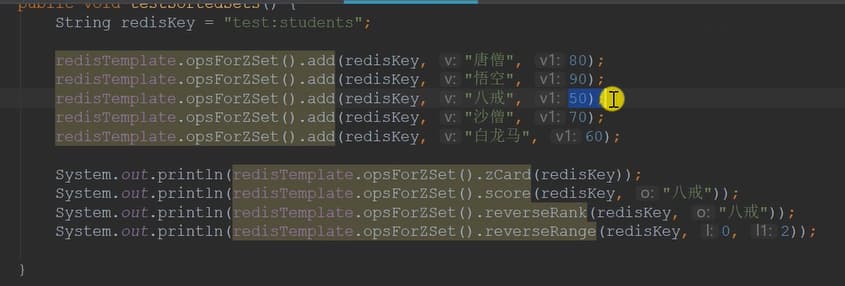 public void testSortedSets() {
String redisKey = "test:students";
redisTemplate.opsForZSet().add(redisKey, v: "唐僧", v1: 80);
redisTemplate.opsForZSet().add(redisKey, v: "悟空", v1: 90);
redisTemplate.opsForZSet().add(redisKey, v: "八戒", v1: 50);
redisTemplate.opsForZSet().add(redisKey, v: "沙僧", v1: 70);
redisTemplate.opsForZSet().add(redisKey, v: "白龙马", v1: 60);
System.out.println(redisTemplate.opsForZSet().zCard(redisKey));
System.out.println(redisTemplate.opsForZSet().score(redisKey, o: "八戒"));
System.out.println(redisTemplate.opsForZSet().reverseRank(redisKey, o: "八戒"));
System.out.println(redisTemplate.opsForZSet().reverseRange(redisKey, l: 0, l1: 2));
}